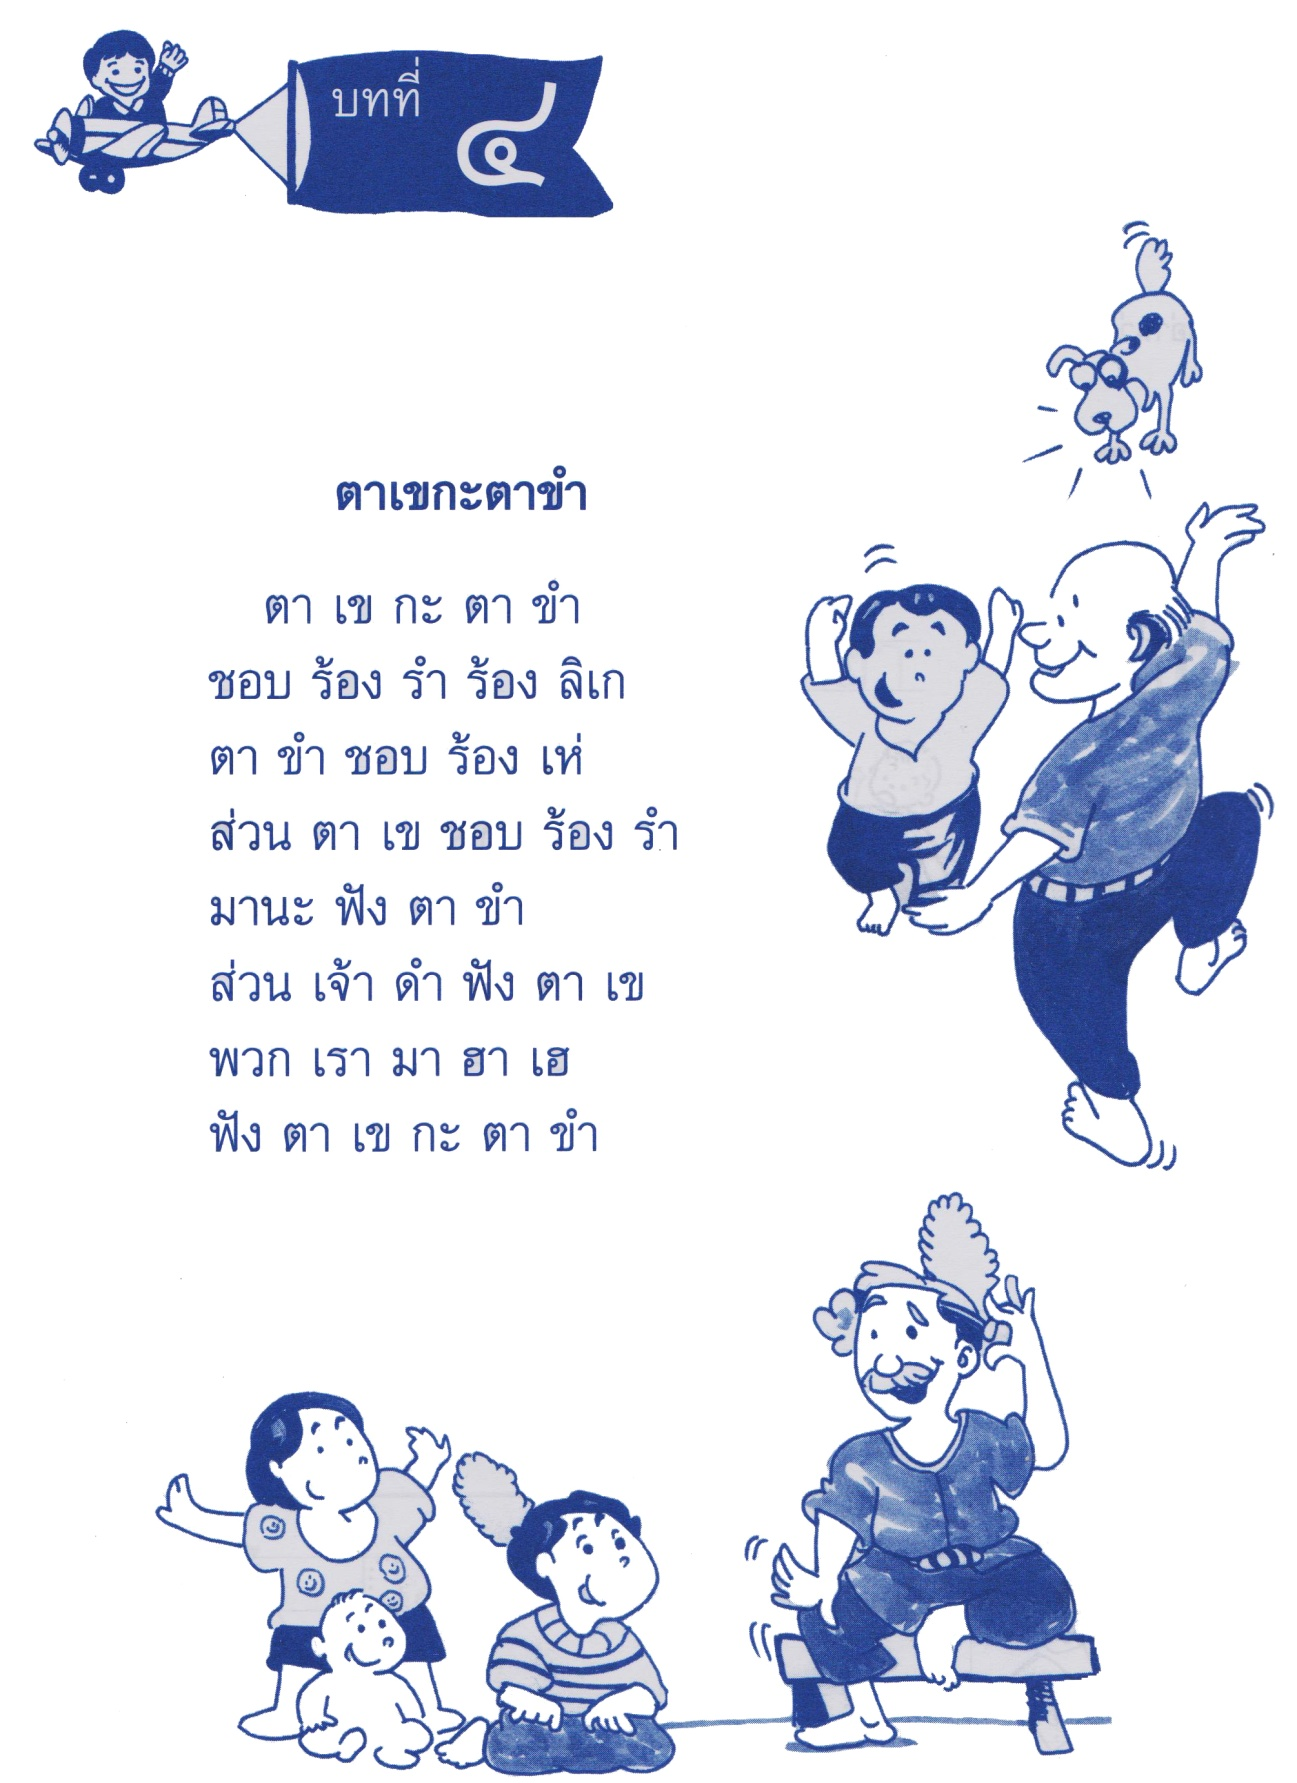 บทที่
๔
ตาเขกะตาขำ
ตา เข กะ ตา ขำ
ชอบ ร้อง รำ ร้อง ลิเก
ตา ขำ ชอบ ร้อง เห่
ส่วน ตา เข ชอบ ร้อง รำ
มานะ ฟัง ตา ขำ
ส่วน เจ้า ดำ ฟัง ตา เข
พวก เรา มา ฮา เฮ
ฟัง ตา เข กะ ตา ขำ